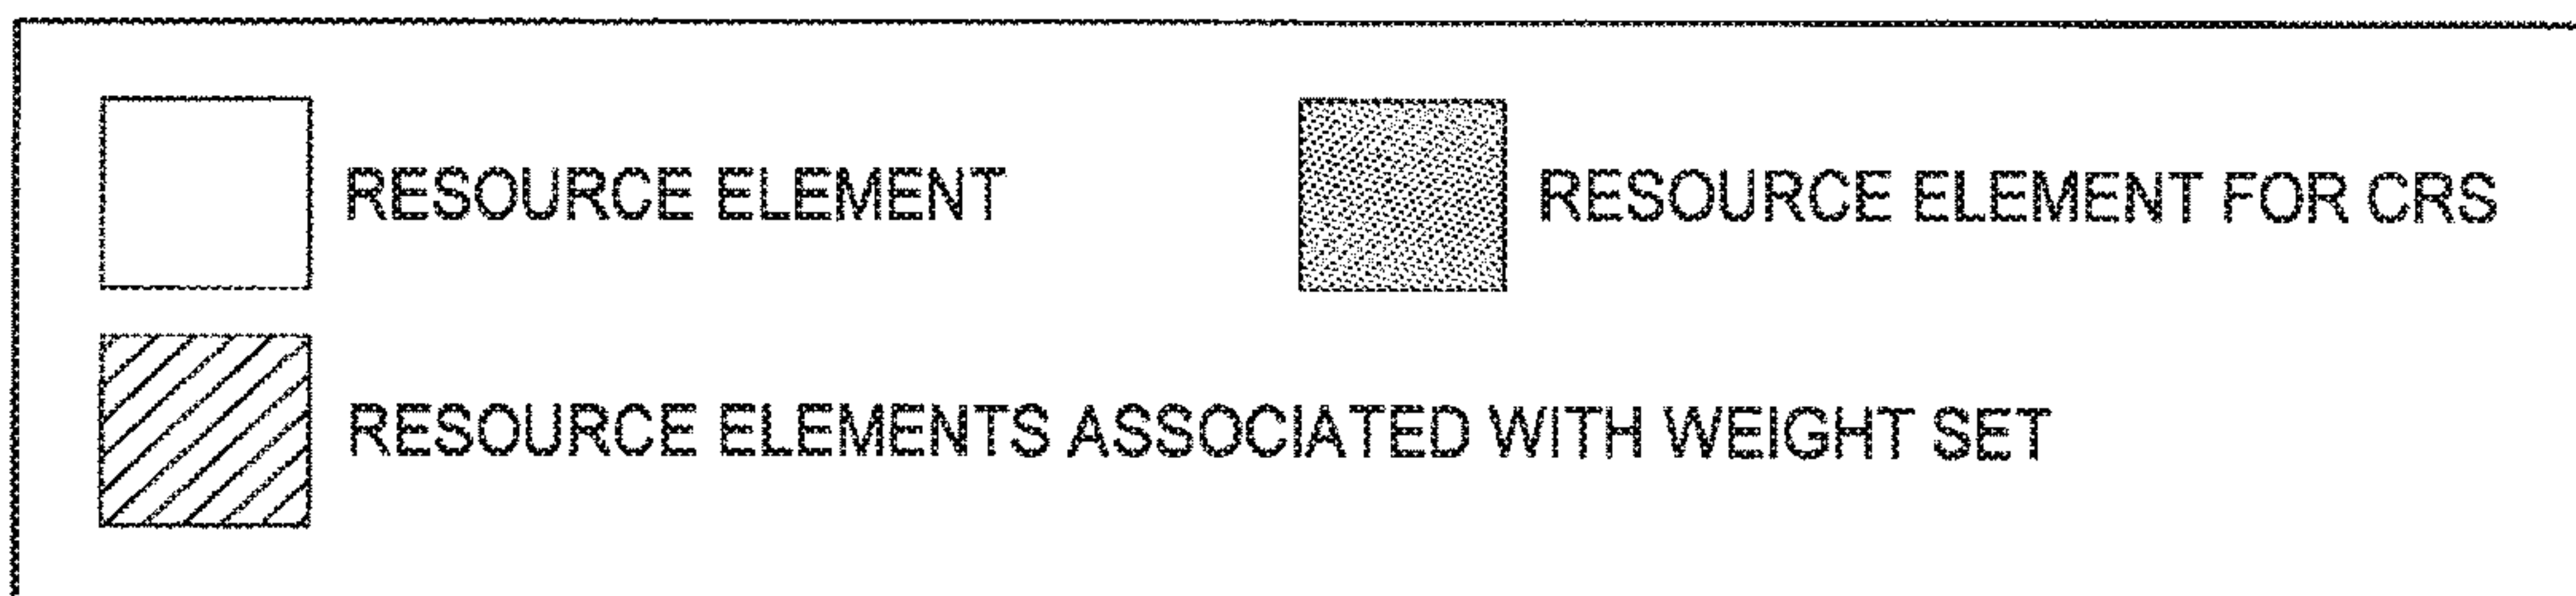 RESOURCE ELEMENT
RESOURCE ELEMENT FOR CRS
RESOURCE ELEMENTS ASSOCIATED WITH WEIGHT SET